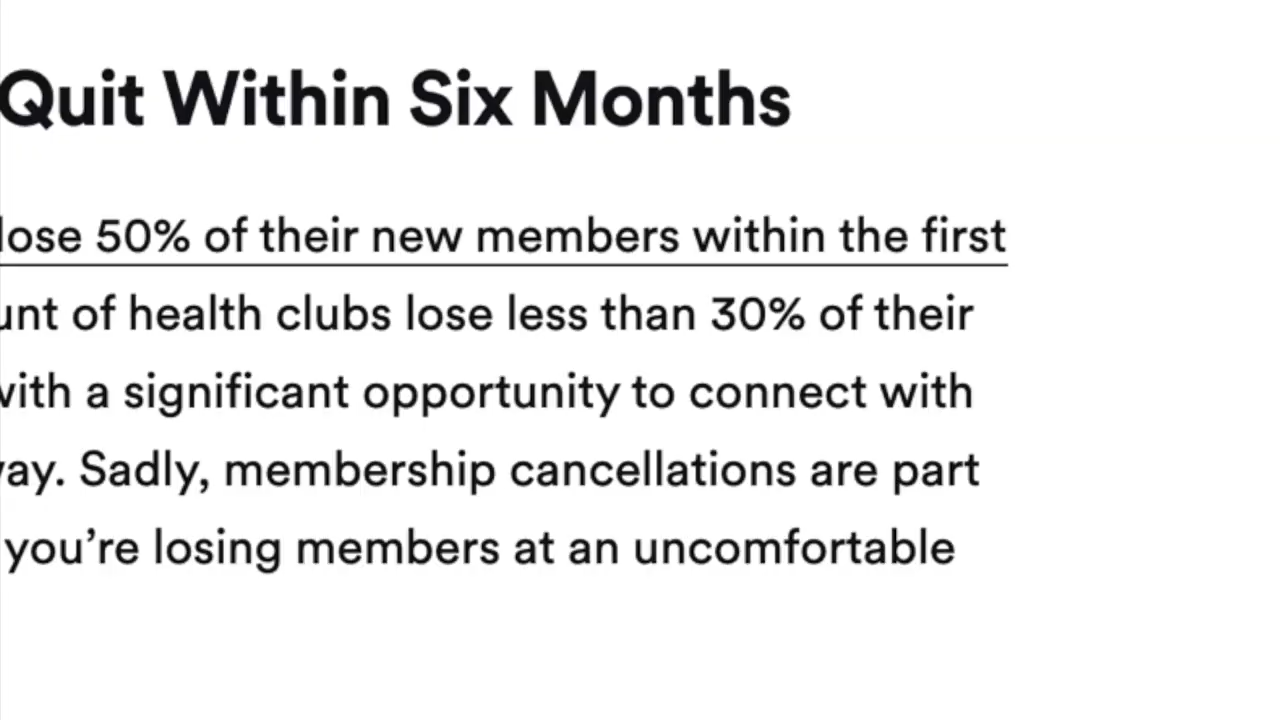 Quit Within Six Months
lose 50% of their new members within the first
unt of health clubs lose less than 30% of their
with a significant opportunity to connect with
way. Sadly, membership cancellations are part
you’re losing members at an uncomfortable